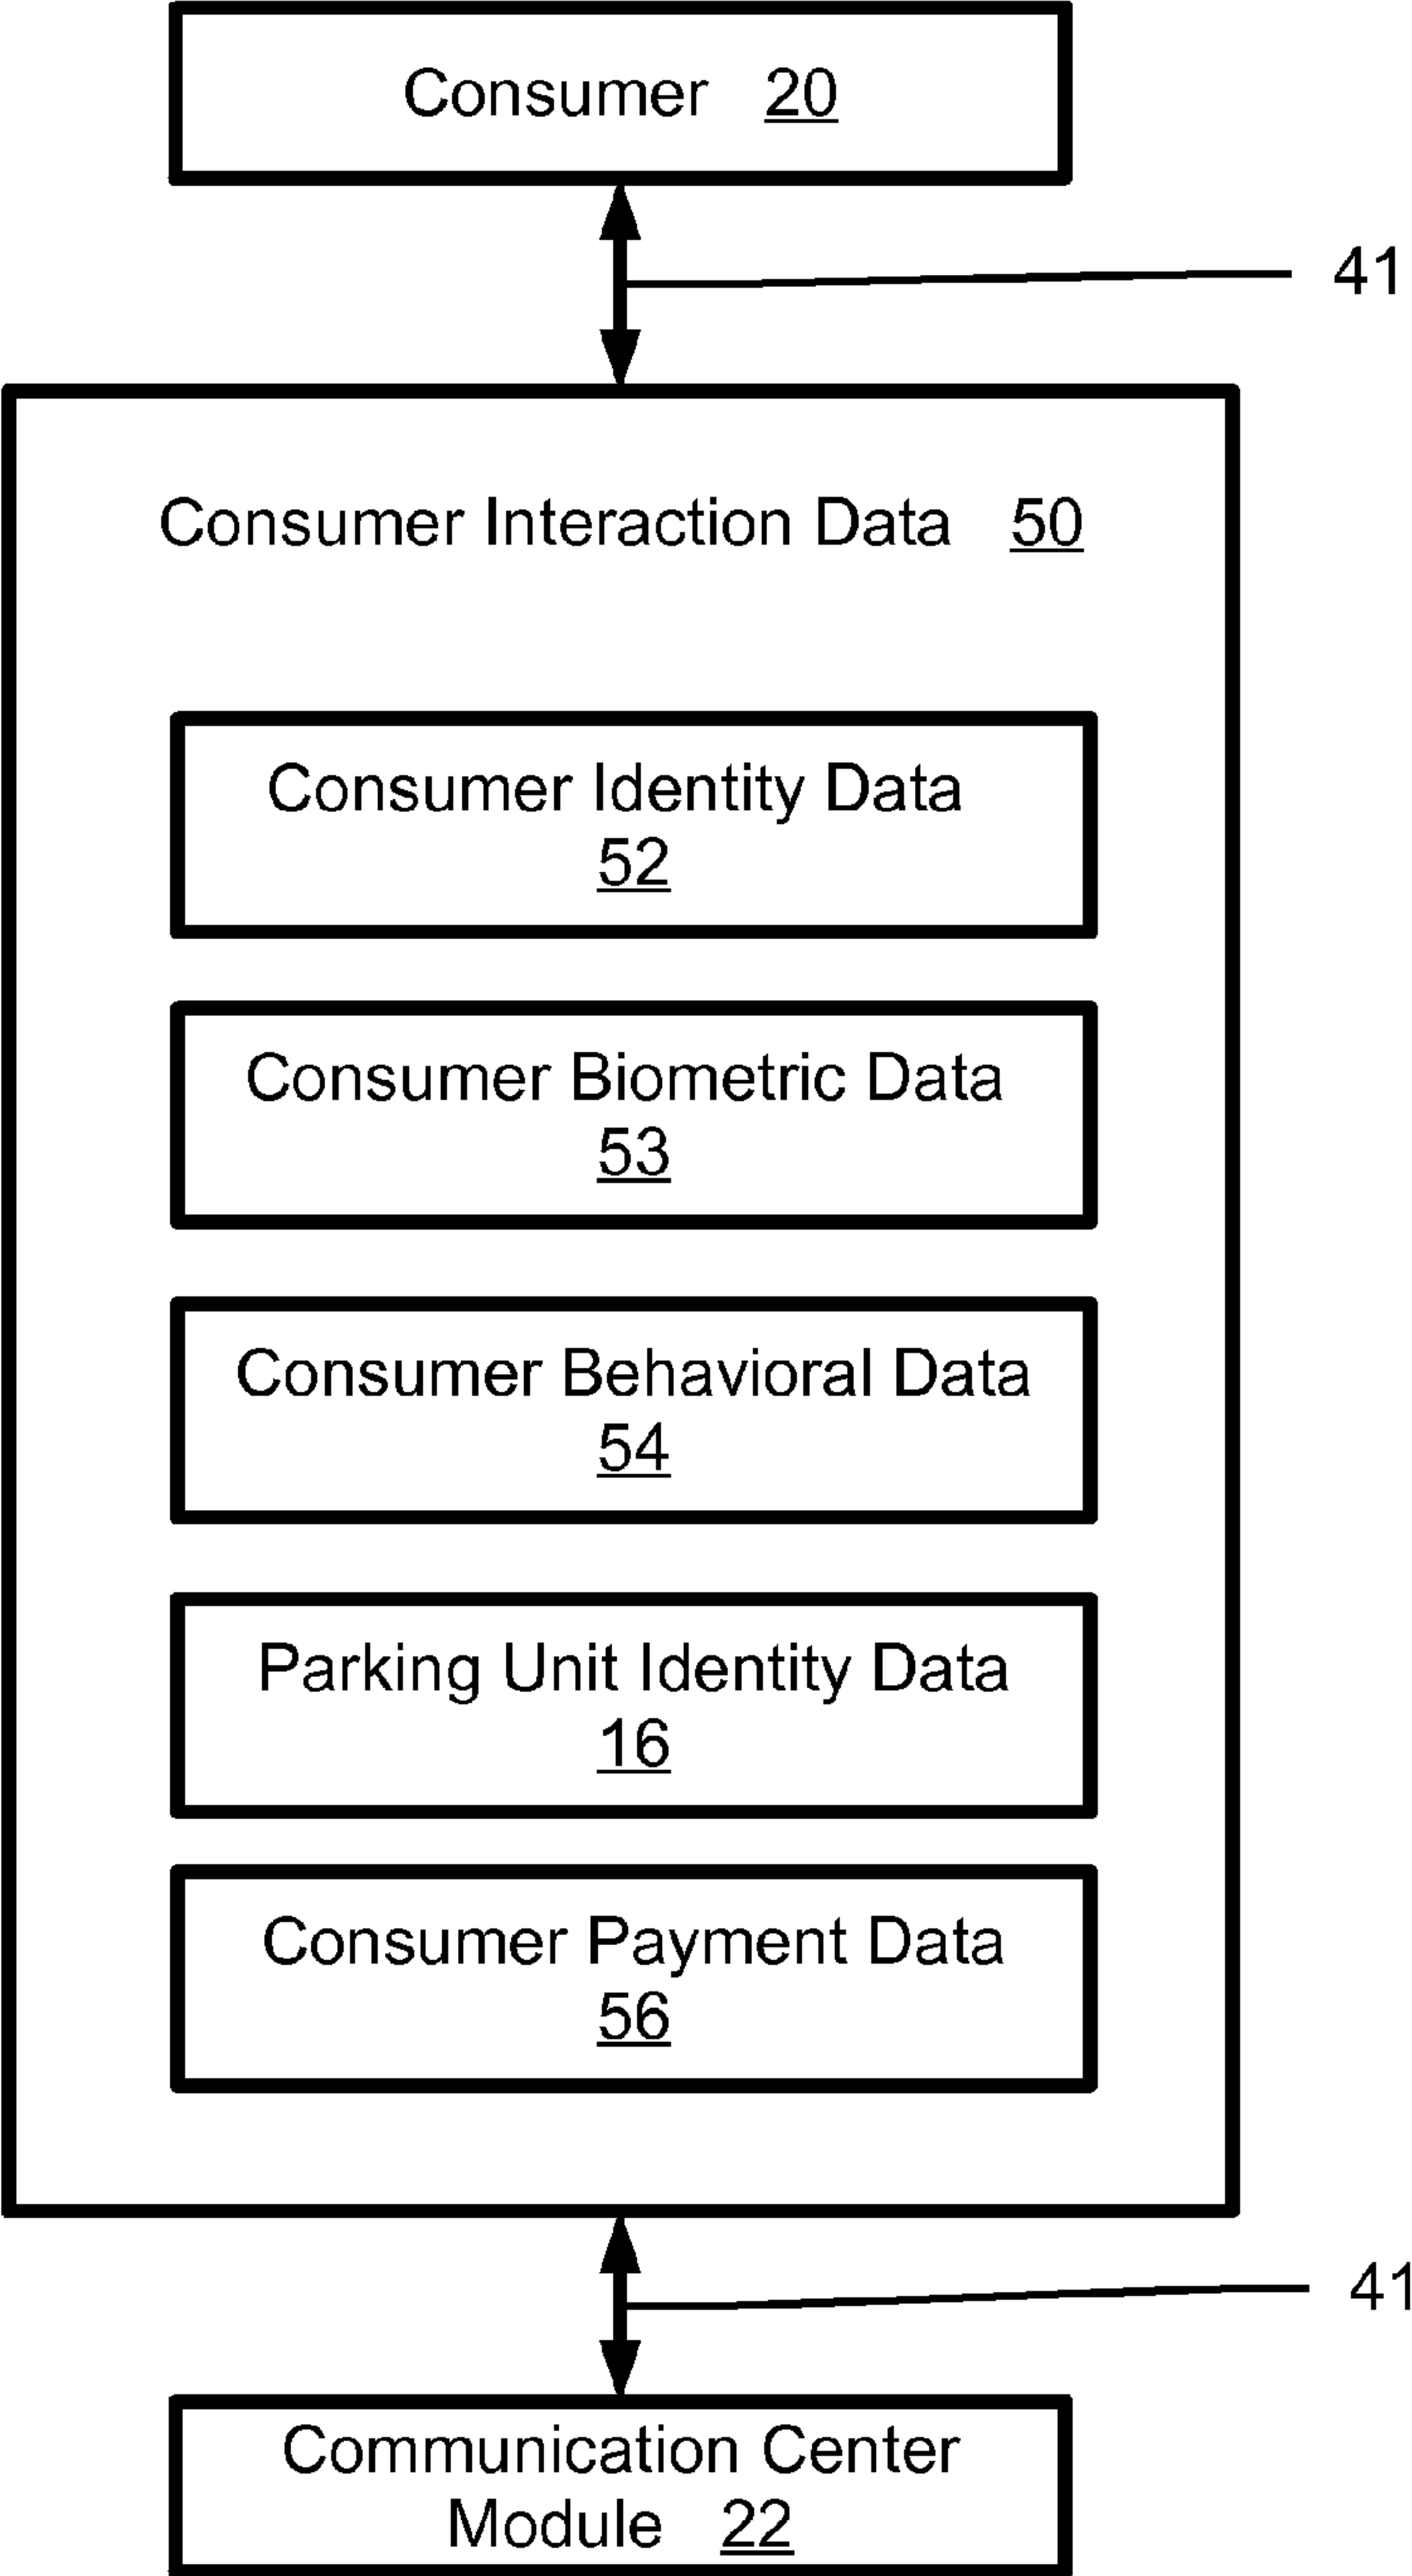 Consumer 20
41
Consumer Interaction Data 50
Consumer Identity Data
52
Consumer Biometric Data
53
Consumer Behavioral Data
54
Parking Unit Identity Data
16
Consumer Payment Data
56
41
Communication Center
Module 22